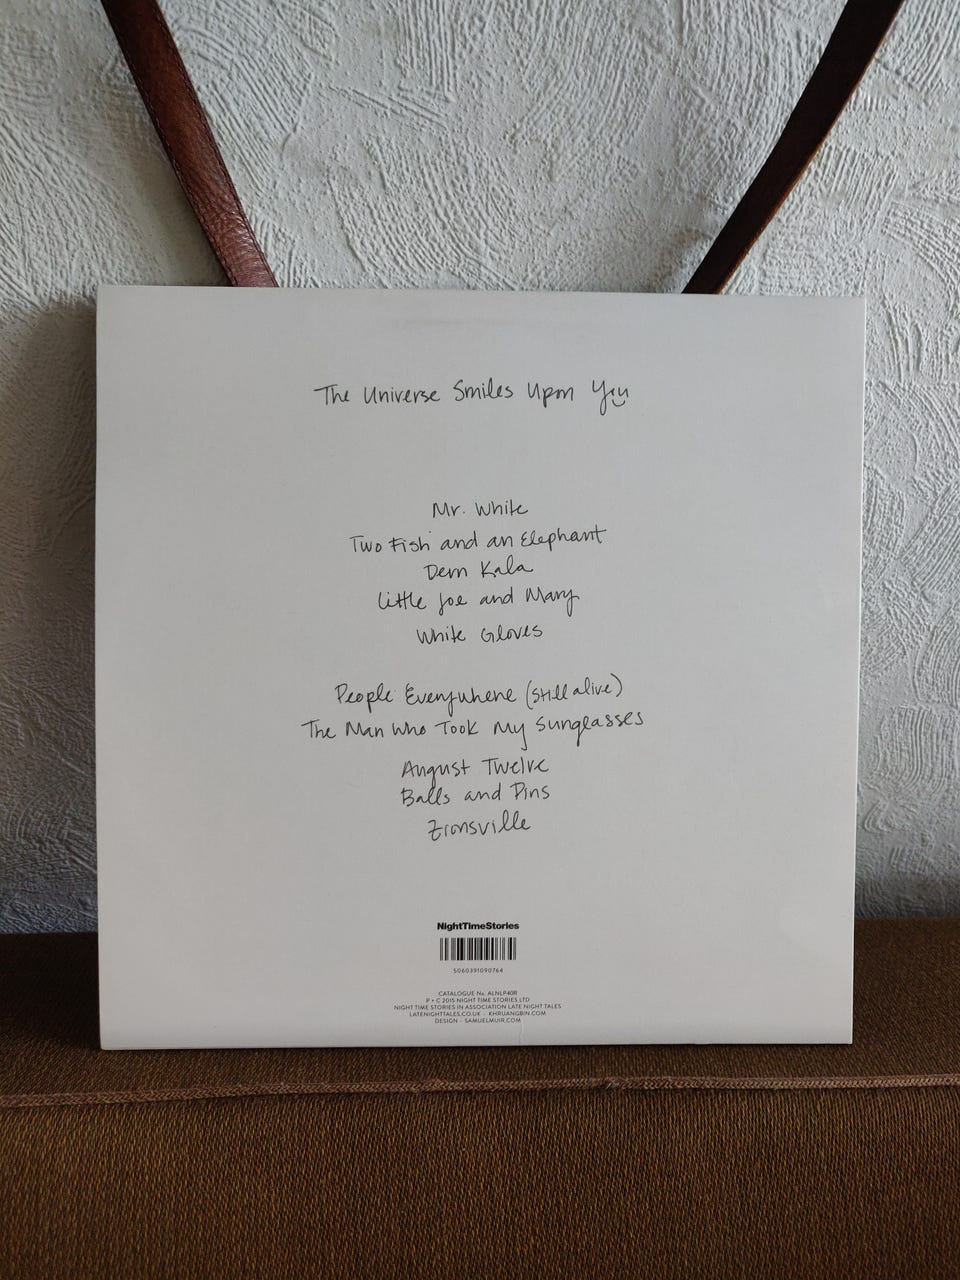 The Universe Smiles Upon You
Mr. White
Two Fish and an Elephant
Dern Kala
Little Joe and Mary
White Gloves
People Everywhere (Still alive)
The Man Who Took My Sunglasses
August Twelve
Balls and Pins
Zionsville
NightTimeStories
5060391090764
CATALOGUE No. ALNLP40R
P + C 2015 NIGHT TIME STORIES LTD
NIGHT TIME STORIES IN ASSOCIATION LATE NIGHT TALES
LATENIGHTTALES.CO.UK - KHRUANGBIN.COM
DESIGN - SAMUELMUIR.COM